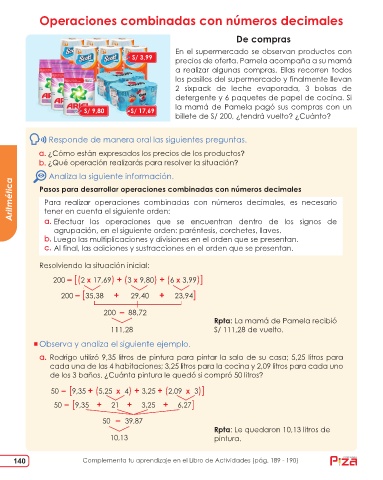 Operaciones combinadas con números decimales
De compras
En el supermercado se observan productos con
precios de oferta. Pamela acompaña a su mamá
a realizar algunas compras. Ellas recorren todos
los pasillos del supermercado y finalmente llevan
2 sixpack de leche evaporada, 3 bolsas de
detergente y 6 paquetes de papel de cocina. Si
la mamá de Pamela pagó sus compras con un
billete de S/ 200, ¿tendrá vuelto? ¿Cuánto?
Scott
S/ 3,99
ARIEL
S/ 9,80
S/ 17,69
Responde de manera oral las siguientes preguntas.
a. ¿Cómo están expresados los precios de los productos?
b. ¿Qué operación realizarás para resolver la situación?
Analiza la siguiente información.
Aritmética
Pasos para desarrollar operaciones combinadas con números decimales
Para realizar operaciones combinadas con números decimales, es necesario
tener en cuenta el siguiente orden:
a. Efectuar las operaciones que se encuentran dentro de los signos de
agrupación, en el siguiente orden: paréntesis, corchetes, llaves.
b. Luego las multiplicaciones y divisiones en el orden que se presentan.
c. Al final, las adiciones y sustracciones en el orden que se presentan.
Resolviendo la situación inicial:
200 − [(2 x 17,69) + (3 x 9,80) + (6 x 3,99)]
200 − [35,38 + 29,40 + 23,94]
200 − 88,72
111,28
Rpta: La mamá de Pamela recibió
S/ 111,28 de vuelto.
Observa y analiza el siguiente ejemplo.
a. Rodrigo utilizó 9,35 litros de pintura para pintar la sala de su casa; 5,25 litros para
cada una de las 4 habitaciones; 3,25 litros para la cocina y 2,09 litros para cada uno
de los 3 baños. ¿Cuánta pintura le quedó si compró 50 litros?
50 − [9,35 + (5,25 x 4) + 3,25 + (2,09 x 3)]
50 − [9,35 + 21 + 3,25 + 6,27]
50 − 39,87
10,13
Rpta: Le quedaron 10,13 litros de
pintura.
140
Complementa tu aprendizaje en el Libro de Actividades (pág. 189 - 190)